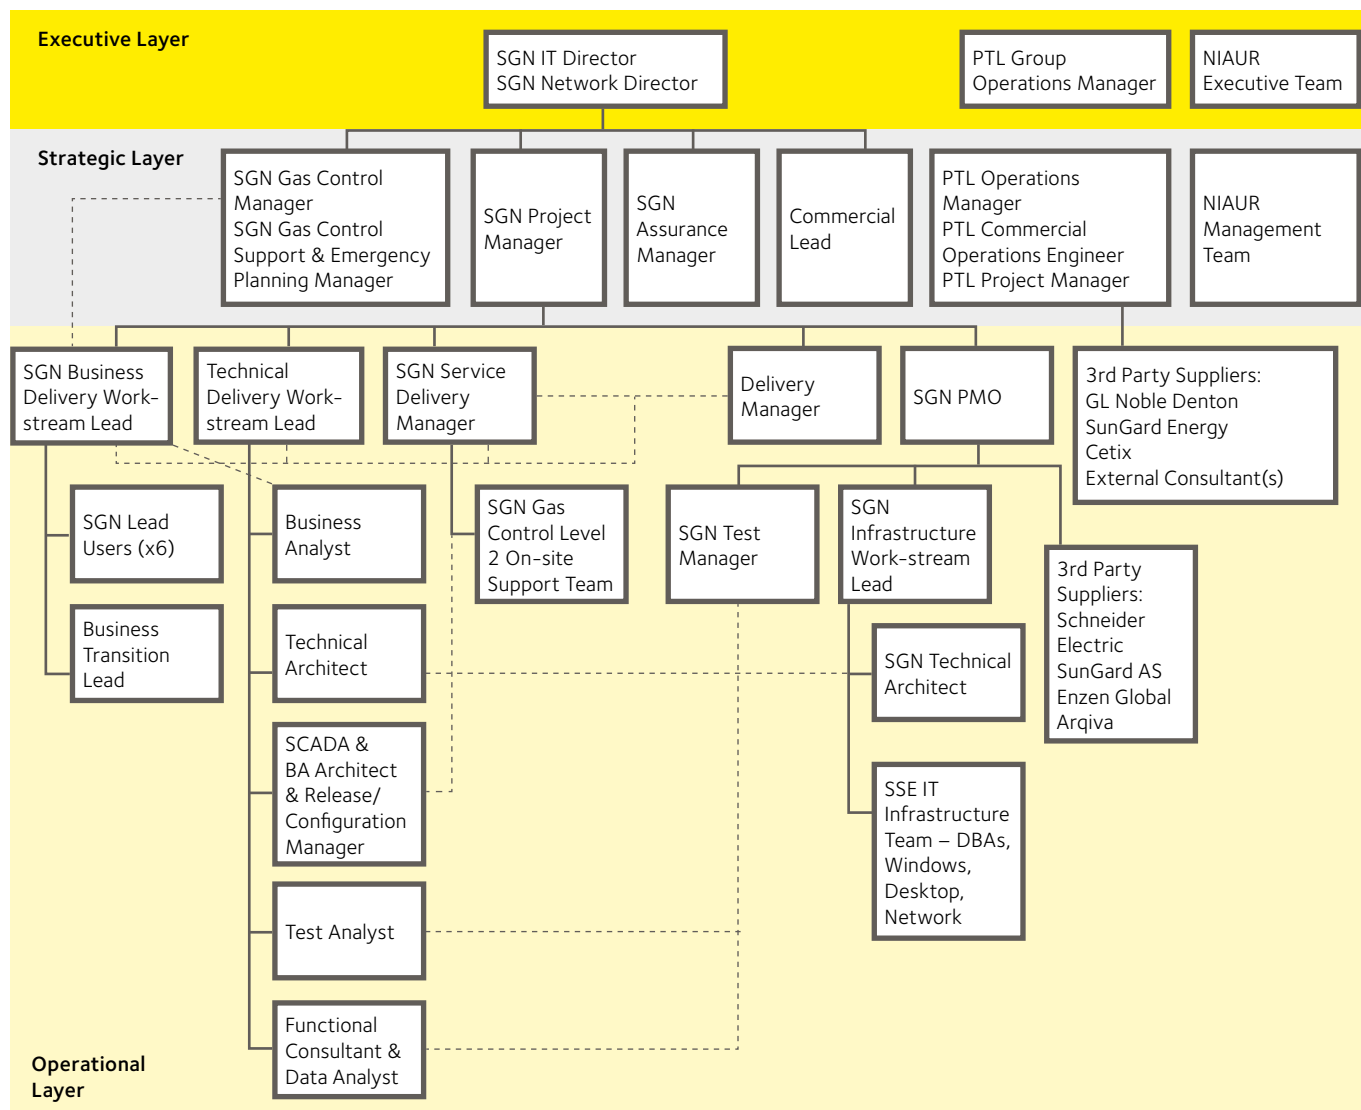 Executive Layer
SGN IT Director
SGN Network Director
PTL Group
Operations Manager
NIAUR
Executive Team
Strategic Layer
SGN Gas Control
Manager
SGN Gas Control
Support & Emergency
Planning Manager
SGN Project
Manager
SGN
Assurance
Manager
Commercial
Lead
PTL Operations
Manager
PTL Commercial
Operations Engineer
PTL Project Manager
NIAUR
Management
Team
SGN Business
Delivery Work-
stream Lead
Technical
Delivery Work-
stream Lead
SGN Service
Delivery
Manager
Delivery
Manager
SGN PMO
3rd Party Suppliers:
GL Noble Denton
SunGard Energy
Cetix
External Consultant(s)
SGN Lead
Users (x6)
Business
Analyst
SGN Gas
Control Level
2 On-site
Support Team
SGN Test
Manager
SGN
Infrastructure
Work-stream
Lead
3rd Party
Suppliers:
Schneider
Electric
SunGard AS
Enzen Global
Arqiva
Business
Transition
Lead
Technical
Architect
SGN Technical
Architect
SCADA &
BA Architect
& Release/
Configuration
Manager
SSE IT
Infrastructure
Team – DBAs,
Windows,
Desktop,
Network
Test Analyst
Functional
Consultant &
Data Analyst
Operational
Layer